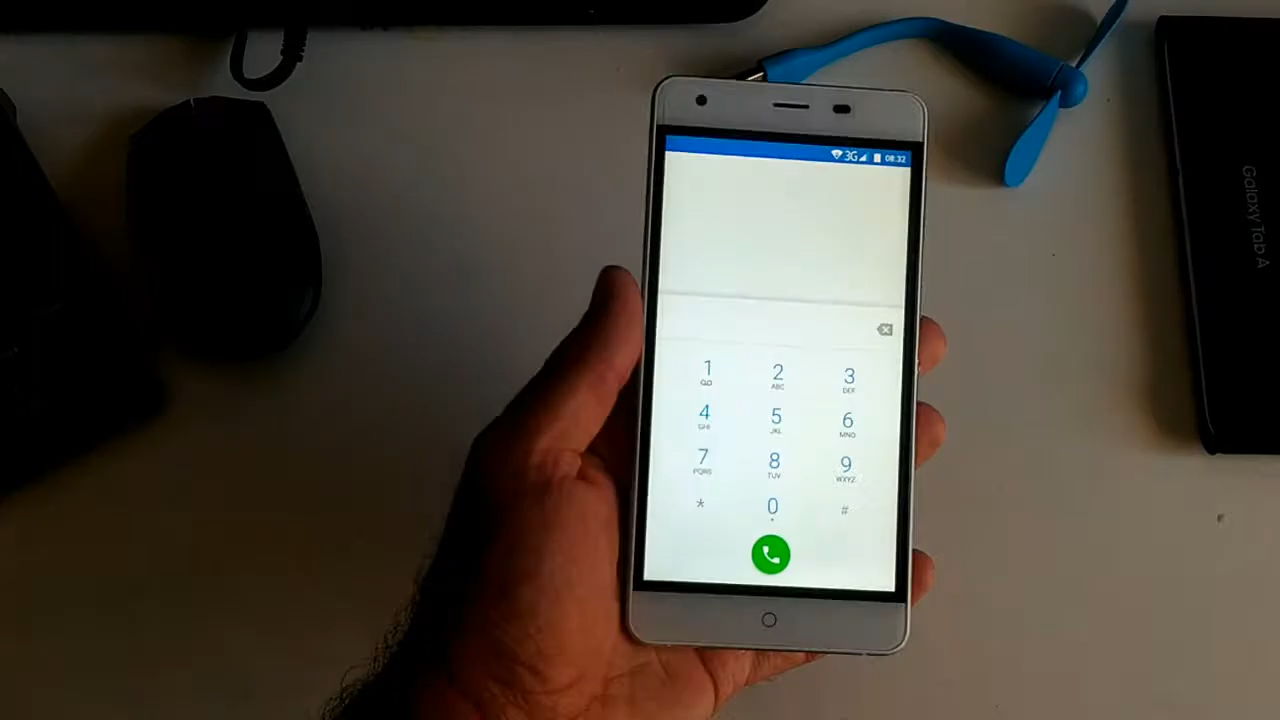 3G 08:32
Galaxy Tab A
1 2 3
ABC DEF
4 5 6
GHI JKL MNO
7 8 9
PQRS TUV WXYZ
* 0 #
+